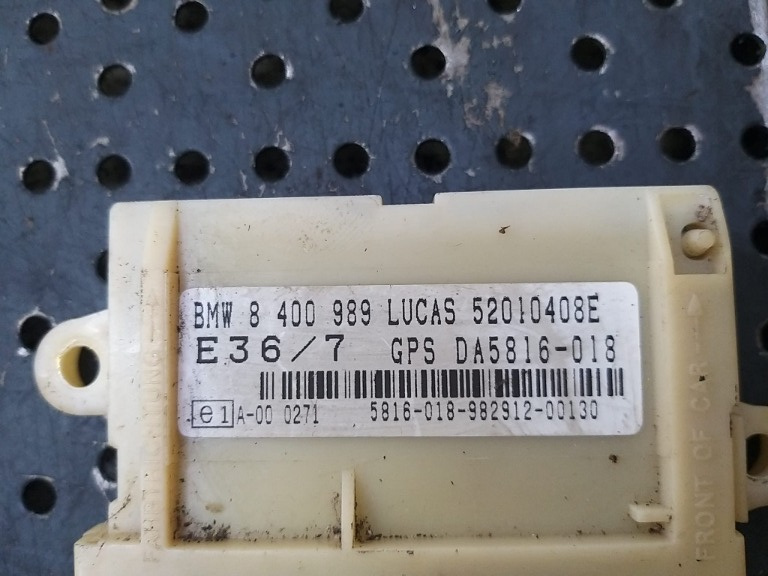 BMW 8 400 989 LUCAS 52010408E
E36/7 GPS DA5816-018
e1 A-00 0271 5816-018-982912-00130
FRONT OF CAR